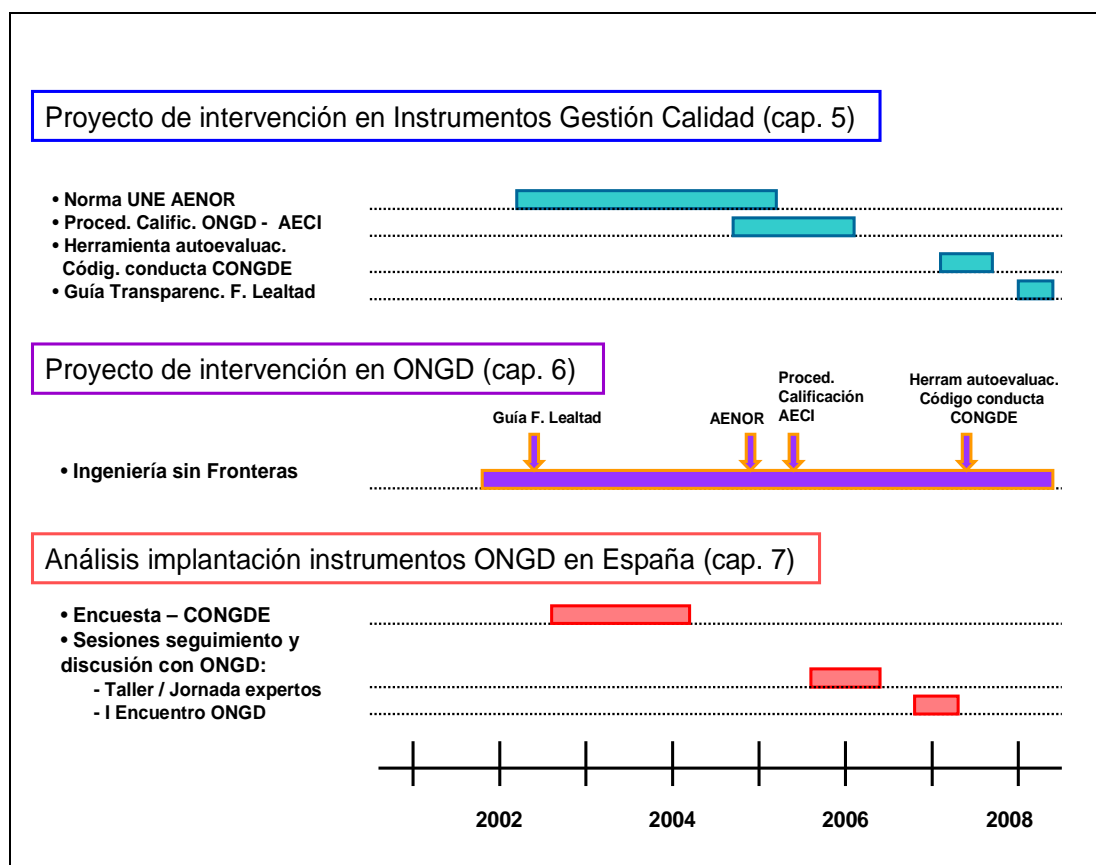 Proyecto de intervención en Instrumentos Gestión Calidad (cap. 5)
• Norma UNE AENOR
• Proced. Calific. ONGD - AECI
• Herramienta autoevaluac.
Códig. conducta CONGDE
• Guía Transparenc. F. Lealtad
Proyecto de intervención en ONGD (cap. 6)
Guía F. Lealtad
AENOR
Proced.
Calificación
AECI
Herram autoevaluac.
Código conducta
CONGDE
• Ingeniería sin Fronteras
Análisis implantación instrumentos ONGD en España (cap. 7)
• Encuesta – CONGDE
• Sesiones seguimiento y
discusión con ONGD:
- Taller / Jornada expertos
- I Encuentro ONGD
2002 2004 2006 2008